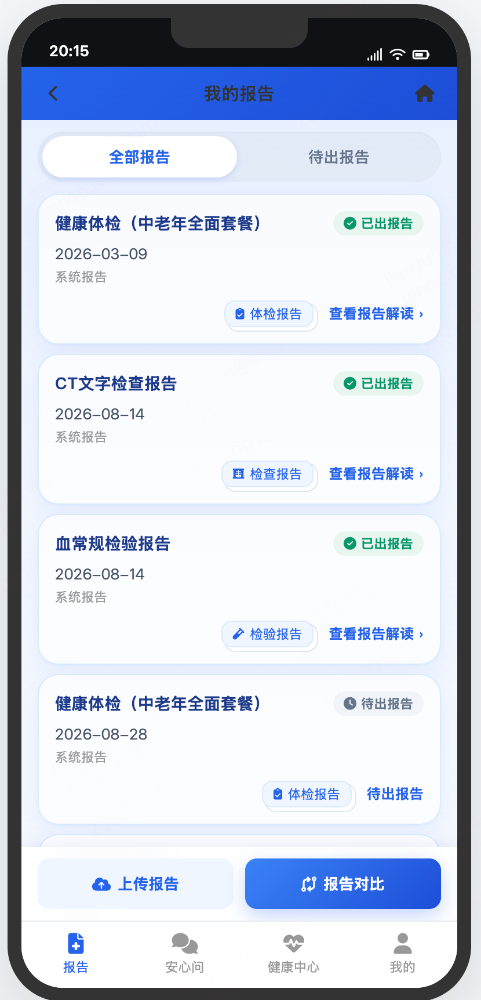 20:15
我的报告
全部报告 待出报告
健康体检（中老年全面套餐） 已出报告
2026-03-09
系统报告
体检报告 查看报告解读 ›
CT文字检查报告 已出报告
2026-08-14
系统报告
检查报告 查看报告解读 ›
血常规检验报告 已出报告
2026-08-14
系统报告
检验报告 查看报告解读 ›
健康体检（中老年全面套餐） 待出报告
2026-08-28
系统报告
体检报告 待出报告
上传报告 报告对比
报告 安心问 健康中心 我的